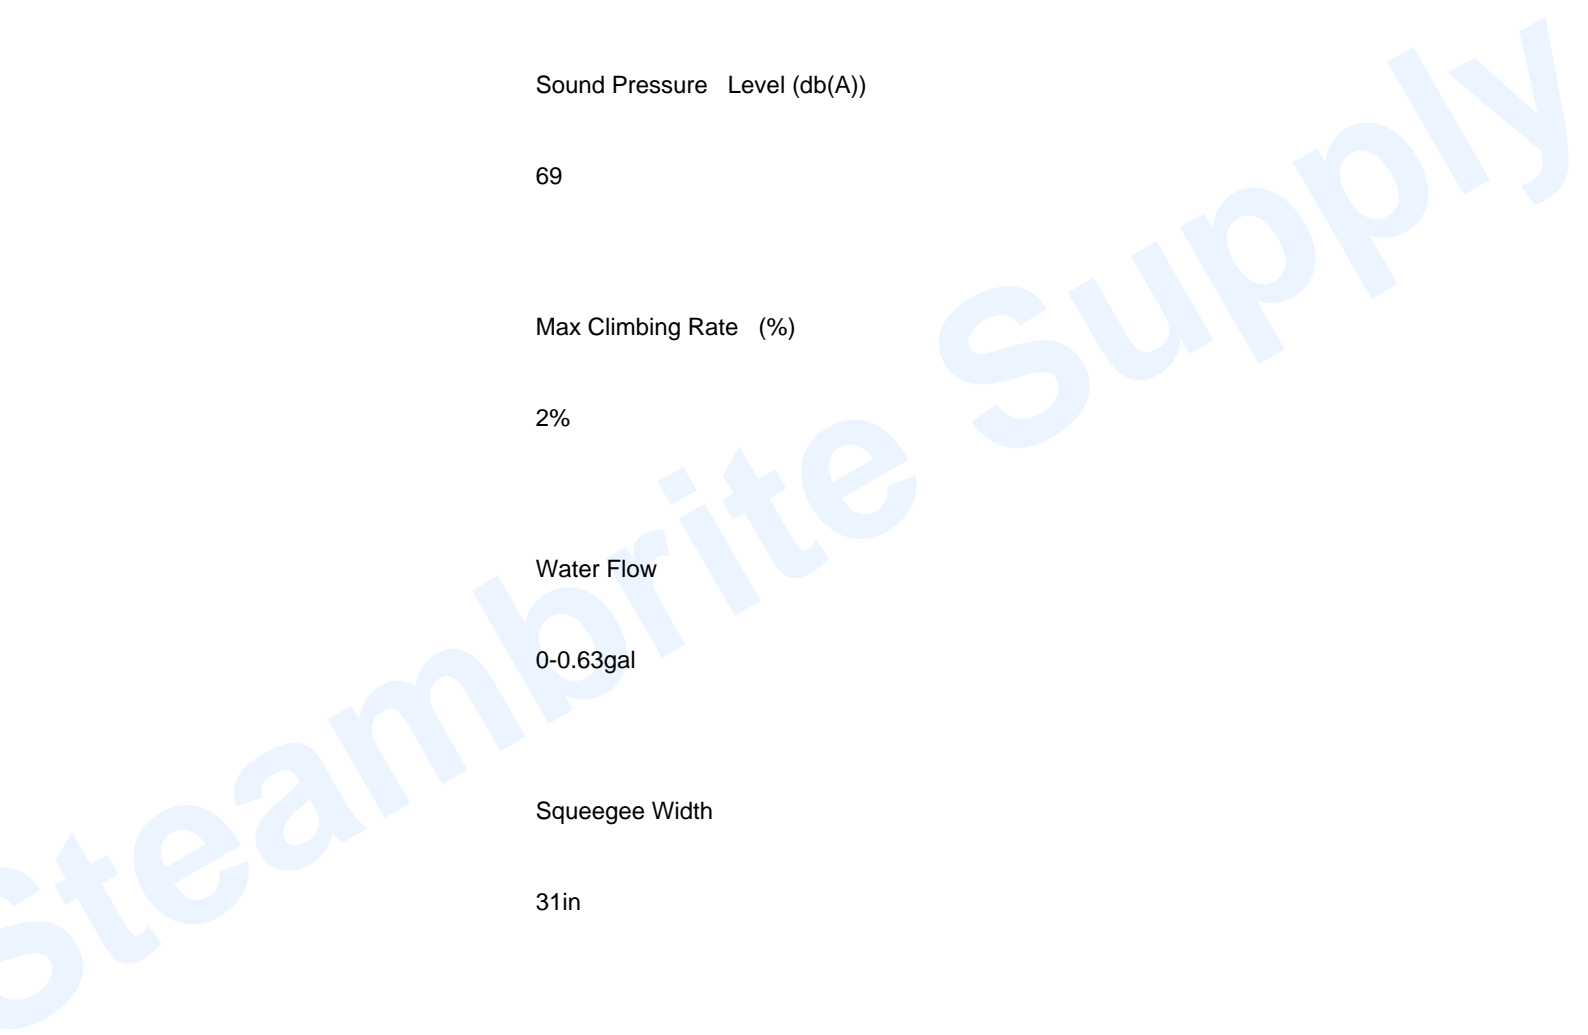 Sound Pressure   Level (db(A))
69
Max Climbing Rate   (%)
2%
Water Flow
0-0.63gal
Squeegee Width
31in
Steambrite Supply